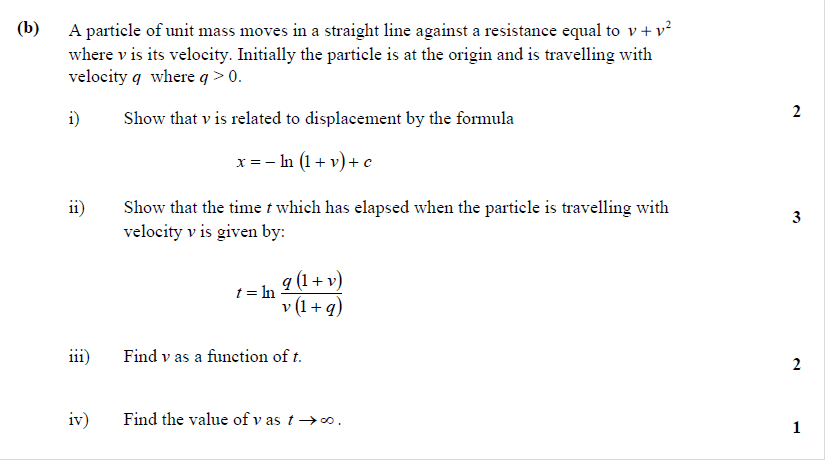 (b) A particle of unit mass moves in a straight line against a resistance equal to v + v²
where v is its velocity. Initially the particle is at the origin and is travelling with
velocity q where q > 0.
i) Show that v is related to displacement by the formula 2
x = − ln (1 + v) + c
ii) Show that the time t which has elapsed when the particle is travelling with 3
velocity v is given by:
t = ln q (1 + v) / v (1 + q)
iii) Find v as a function of t. 2
iv) Find the value of v as t → ∞. 1